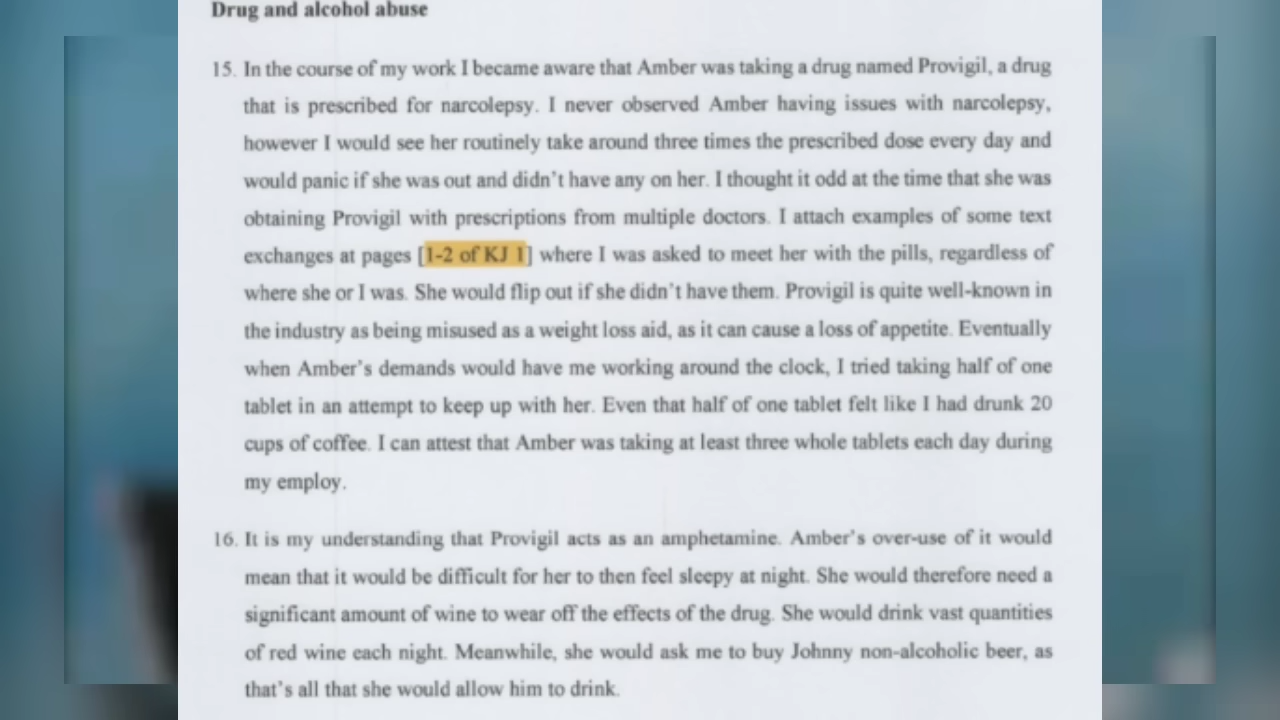 Drug and alcohol abuse
15. In the course of my work I became aware that Amber was taking a drug named Provigil, a drug
that is prescribed for narcolepsy. I never observed Amber having issues with narcolepsy,
however I would see her routinely take around three times the prescribed dose every day and
would panic if she was out and didn't have any on her. I thought it odd at the time that she was
obtaining Provigil with prescriptions from multiple doctors. I attach examples of some text
exchanges at pages [1-2 of KJ 1] where I was asked to meet her with the pills, regardless of
where she or I was. She would flip out if she didn't have them. Provigil is quite well-known in
the industry as being misused as a weight loss aid, as it can cause a loss of appetite. Eventually
when Amber's demands would have me working around the clock, I tried taking half of one
tablet in an attempt to keep up with her. Even that half of one tablet felt like I had drunk 20
cups of coffee. I can attest that Amber was taking at least three whole tablets each day during
my employ.
16. It is my understanding that Provigil acts as an amphetamine. Amber's over-use of it would
mean that it would be difficult for her to then feel sleepy at night. She would therefore need a
significant amount of wine to wear off the effects of the drug. She would drink vast quantities
of red wine each night. Meanwhile, she would ask me to buy Johnny non-alcoholic beer, as
that's all that she would allow him to drink.